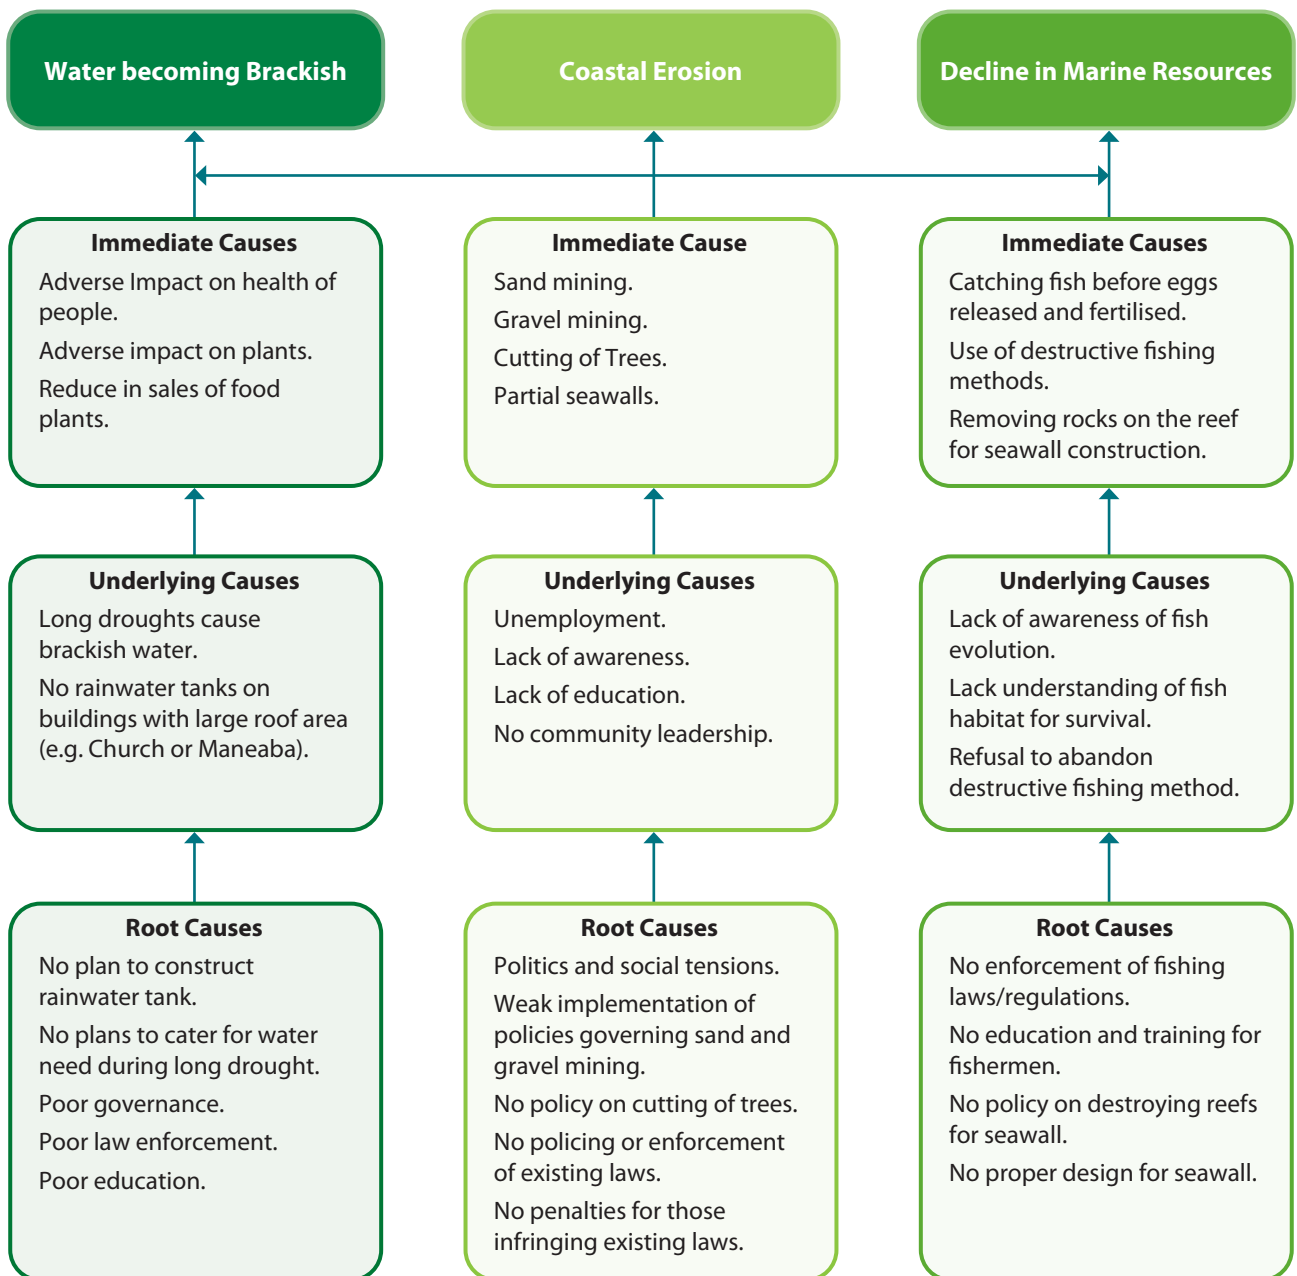 Water becoming Brackish
Coastal Erosion
Decline in Marine Resources
Immediate Causes
Adverse Impact on health of
people.
Adverse impact on plants.
Reduce in sales of food
plants.
Immediate Cause
Sand mining.
Gravel mining.
Cutting of Trees.
Partial seawalls.
Immediate Causes
Catching fish before eggs
released and fertilised.
Use of destructive fishing
methods.
Removing rocks on the reef
for seawall construction.
Underlying Causes
Long droughts cause
brackish water.
No rainwater tanks on
buildings with large roof area
(e.g. Church or Maneaba).
Underlying Causes
Unemployment.
Lack of awareness.
Lack of education.
No community leadership.
Underlying Causes
Lack of awareness of fish
evolution.
Lack understanding of fish
habitat for survival.
Refusal to abandon
destructive fishing method.
Root Causes
No plan to construct
rainwater tank.
No plans to cater for water
need during long drought.
Poor governance.
Poor law enforcement.
Poor education.
Root Causes
Politics and social tensions.
Weak implementation of
policies governing sand and
gravel mining.
No policy on cutting of trees.
No policing or enforcement
of existing laws.
No penalties for those
infringing existing laws.
Root Causes
No enforcement of fishing
laws/regulations.
No education and training for
fishermen.
No policy on destroying reefs
for seawall.
No proper design for seawall.